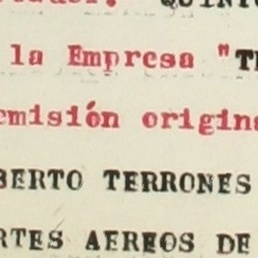 la Empresa "T
emisión origin
BERTO TERRONES
RTES AEREOS DE